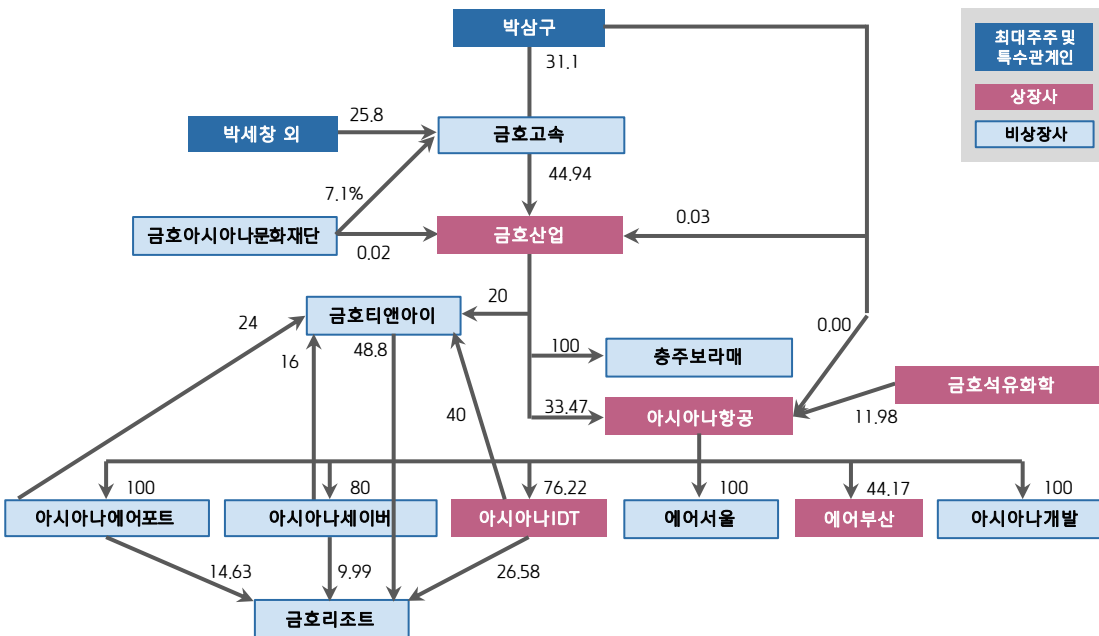 박삼구
최대주주 및
특수관계인
상장사
비상장사
31.1
박세창 외
25.8
금호고속
44.94
7.1%
금호아시아나문화재단
0.02
금호산업
0.03
20
금호티앤아이
24
16
48.8
100
충주보라매
0.00
금호석유화학
11.98
33.47
아시아나항공
40
100
80
76.22
100
44.17
100
아시아나에어포트
아시아나세이버
아시아나IDT
에어서울
에어부산
아시아나개발
14.63
9.99
26.58
금호리조트